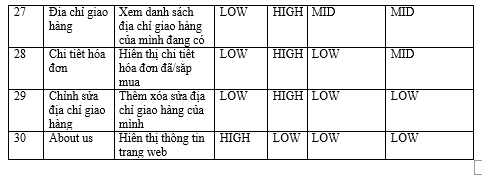 27 Địa chỉ giao hàng Xem danh sách địa chỉ giao hàng của mình đang có LOW HIGH MID MID
28 Chi tiết hóa đơn Hiển thị chi tiết hóa đơn đã/sắp mua LOW HIGH LOW MID
29 Chỉnh sửa địa chỉ giao hàng Thêm xóa sửa địa chỉ giao hàng của mình LOW HIGH LOW LOW
30 About us Hiển thị thông tin trang web HIGH LOW LOW LOW